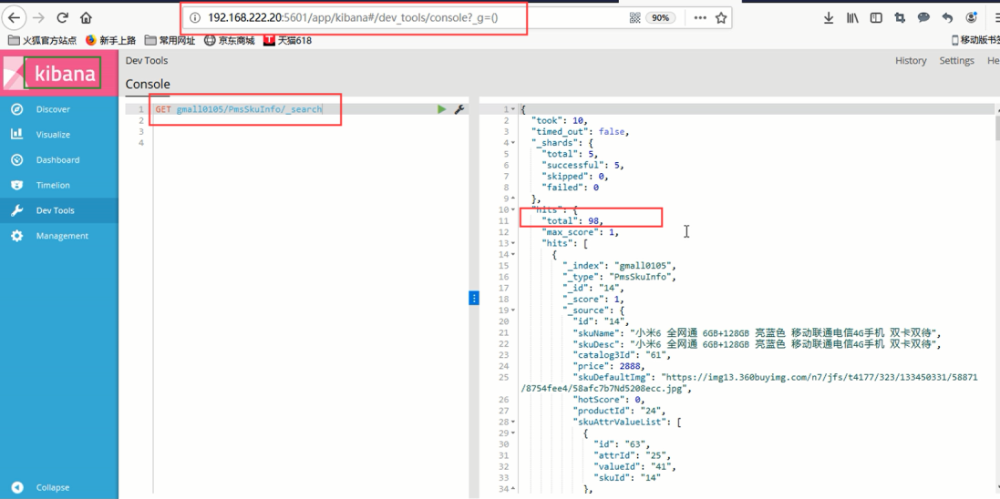 192.168.222.20:5601/app/kibana#/dev_tools/console?_g=()
90%
火狐官方站点 新手上路 常用网址 京东商城 天猫618
移动版书签
kibana
Discover
Visualize
Dashboard
Timelion
Dev Tools
Management
Collapse
Dev Tools
History Settings He
Console
1 GET gmall0105/PmsSkuInfo/_search
2
3
4
1 {
2 "took": 10,
3 "timed_out": false,
4 "_shards": {
5 "total": 5,
6 "successful": 5,
7 "skipped": 0,
8 "failed": 0
9 },
10 "hits": {
11 "total": 98,
12 "max_score": 1,
13 "hits": [
14 {
15 "_index": "gmall0105",
16 "_type": "PmsSkuInfo",
17 "_id": "14",
18 "_score": 1,
19 "_source": {
20 "id": "14",
21 "skuName": "小米6 全网通 6GB+128GB 亮蓝色 移动联通电信4G手机 双卡双待",
22 "skuDesc": "小米6 全网通 6GB+128GB 亮蓝色 移动联通电信4G手机 双卡双待",
23 "catalog3Id": "61",
24 "price": 2888,
25 "skuDefaultImg": "https://img13.360buyimg.com/n7/jfs/t4177/323/133450331/58871
/8754fee4/58afc7b7Nd5208ecc.jpg",
26 "hotScore": 0,
27 "productId": "24",
28 "skuAttrValueList": [
29 {
30 "id": "63",
31 "attrId": "25",
32 "valueId": "41",
33 "skuId": "14"
34 },